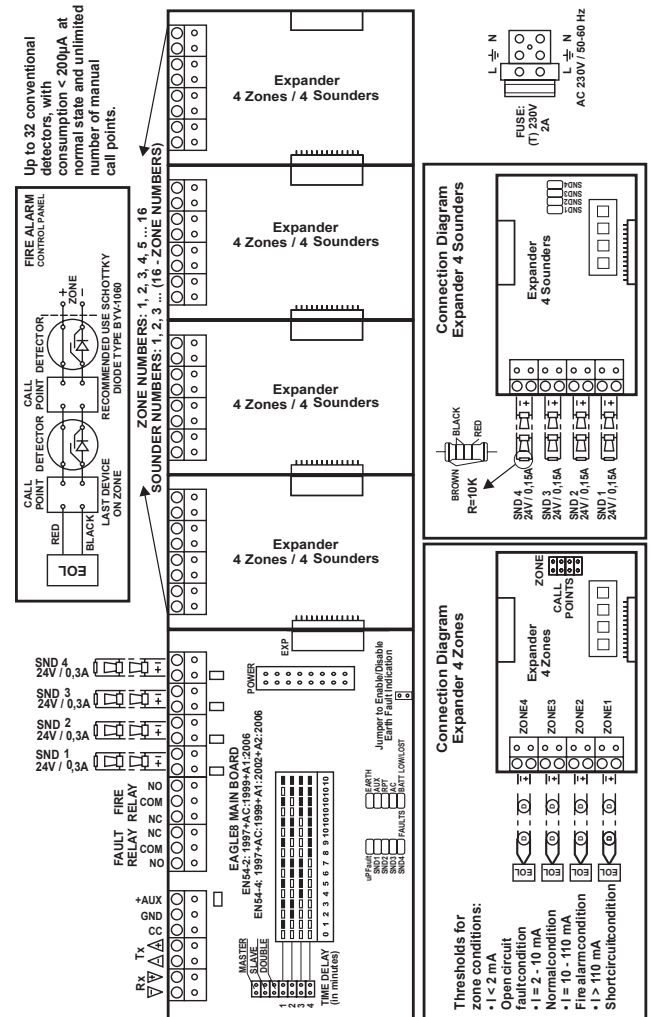 Up to 32 conventional
detectors, with
consumption < 200µA at
normal state and unlimited
number of manual
call points.
FIRE ALARM
CONTROL PANEL
+
ZONE
–
CALL
POINT
DETECTOR
CALL
POINT
DETECTOR
RECOMMENDED USE SCHOTTKY
DIODE TYPE BYV-1060
LAST DEVICE
ON ZONE
RED
BLACK
EOL
ZONE NUMBERS: 1, 2, 3, 4, 5 ... 16
SOUNDER NUMBERS: 1, 2, 3 ... (16 - ZONE NUMBERS)
Expander
4 Zones / 4 Sounders
Expander
4 Zones / 4 Sounders
Expander
4 Zones / 4 Sounders
Expander
4 Zones / 4 Sounders
L N
FUSE:
(T) 230V
2A
L N
AC 230V / 50-60 Hz
SND 4
24V / 0,3A
SND 3
24V / 0,3A
SND 2
24V / 0,3A
SND 1
24V / 0,3A
– +
– +
– +
– +
FIRE
RELAY
NO
COM
NC
FAULT
RELAY
NC
COM
NO
+AUX
GND
CC
Tx
Rx
EXP
POWER
EAGLE8 MAIN BOARD
EN54-2: 1997+AC:1999+A1:2006
EN54-4: 1997+AC:1999+A1:2002+A2:2006
Jumper to Enable/Disable
Earth Fault Indication
MASTER
SLAVE
DOUBLE
1
2
3
4
TIME DELAY
(in minutes)
0 1 2 3 4 5 6 7 8 9 10 10 10 10 10 10
uPFault
SND1
SND2
SND3
SND4
EARTH
AUX
RPT
AC
BATT LOW/LOST
FAULTS
Connection Diagram
Expander 4 Sounders
Expander
4 Sounders
SND4
SND3
SND2
SND1
BROWN
BLACK
RED
R=10K
SND 4
24V / 0,15A
SND 3
24V / 0,15A
SND 2
24V / 0,15A
SND 1
24V / 0,15A
– +
– +
– +
– +
Connection Diagram
Expander 4 Zones
Expander
4 Zones
ZONE
CALL
POINTS
ZONE4
ZONE3
ZONE2
ZONE1
– +
– +
– +
– +
D D
D D
D D
D D
EOL
EOL
EOL
EOL
Thresholds for
zone conditions:
• I < 2 mA
Open circuit
faultcondition
• I = 2 - 10 mA
Normalcondition
• I = 10 - 110 mA
Fire alarmcondition
• I > 110 mA
Shortcircuitcondition